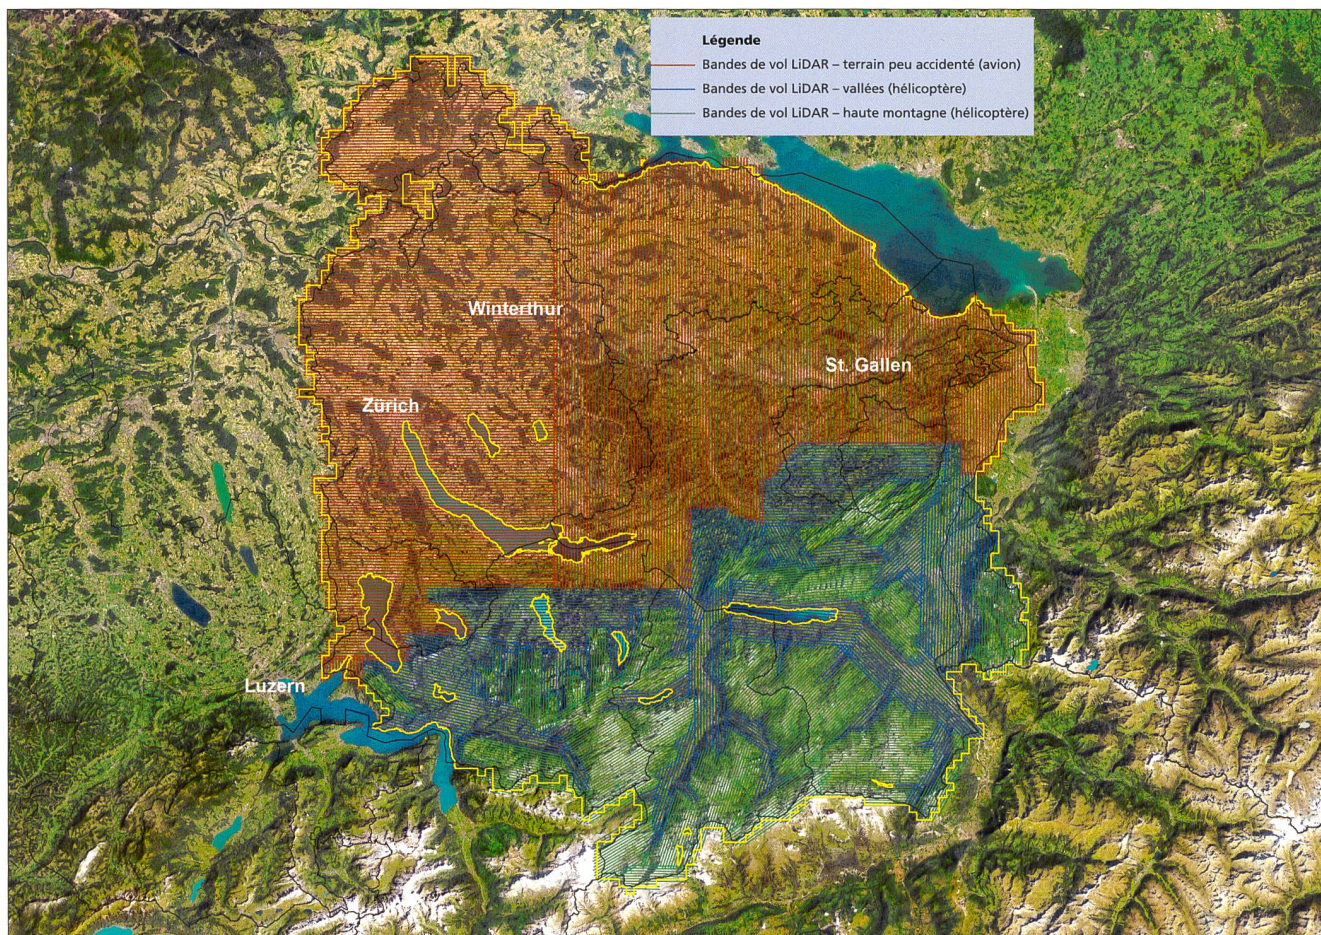 Légende
Bandes de vol LiDAR – terrain peu accidenté (avion)
Bandes de vol LiDAR – vallées (hélicoptère)
Bandes de vol LiDAR – haute montagne (hélicoptère)
Winterthur
St. Gallen
Zürich
Luzern